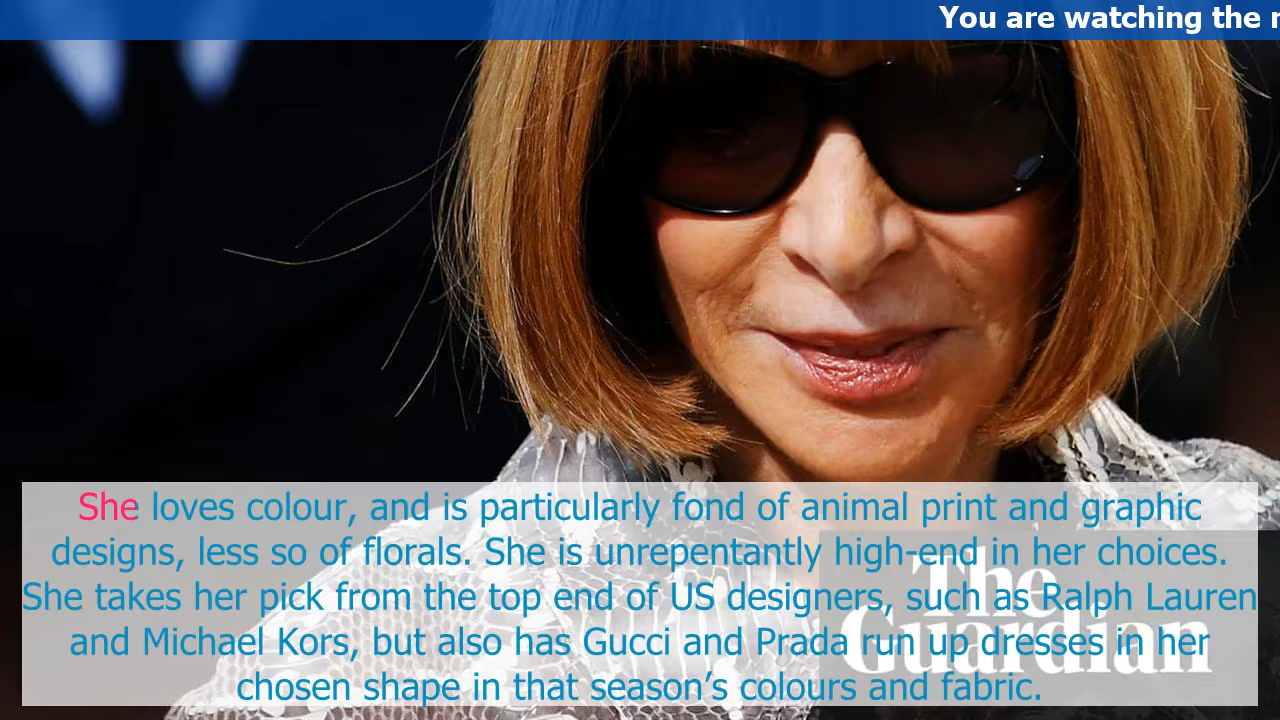 You are watching the
She loves colour, and is particularly fond of animal print and graphic
designs, less so of florals. She is unrepentantly high-end in her choices.
She takes her pick from the top end of US designers, such as Ralph Lauren
and Michael Kors, but also has Gucci and Prada run up dresses in her
chosen shape in that season’s colours and fabric.
The
Guardian